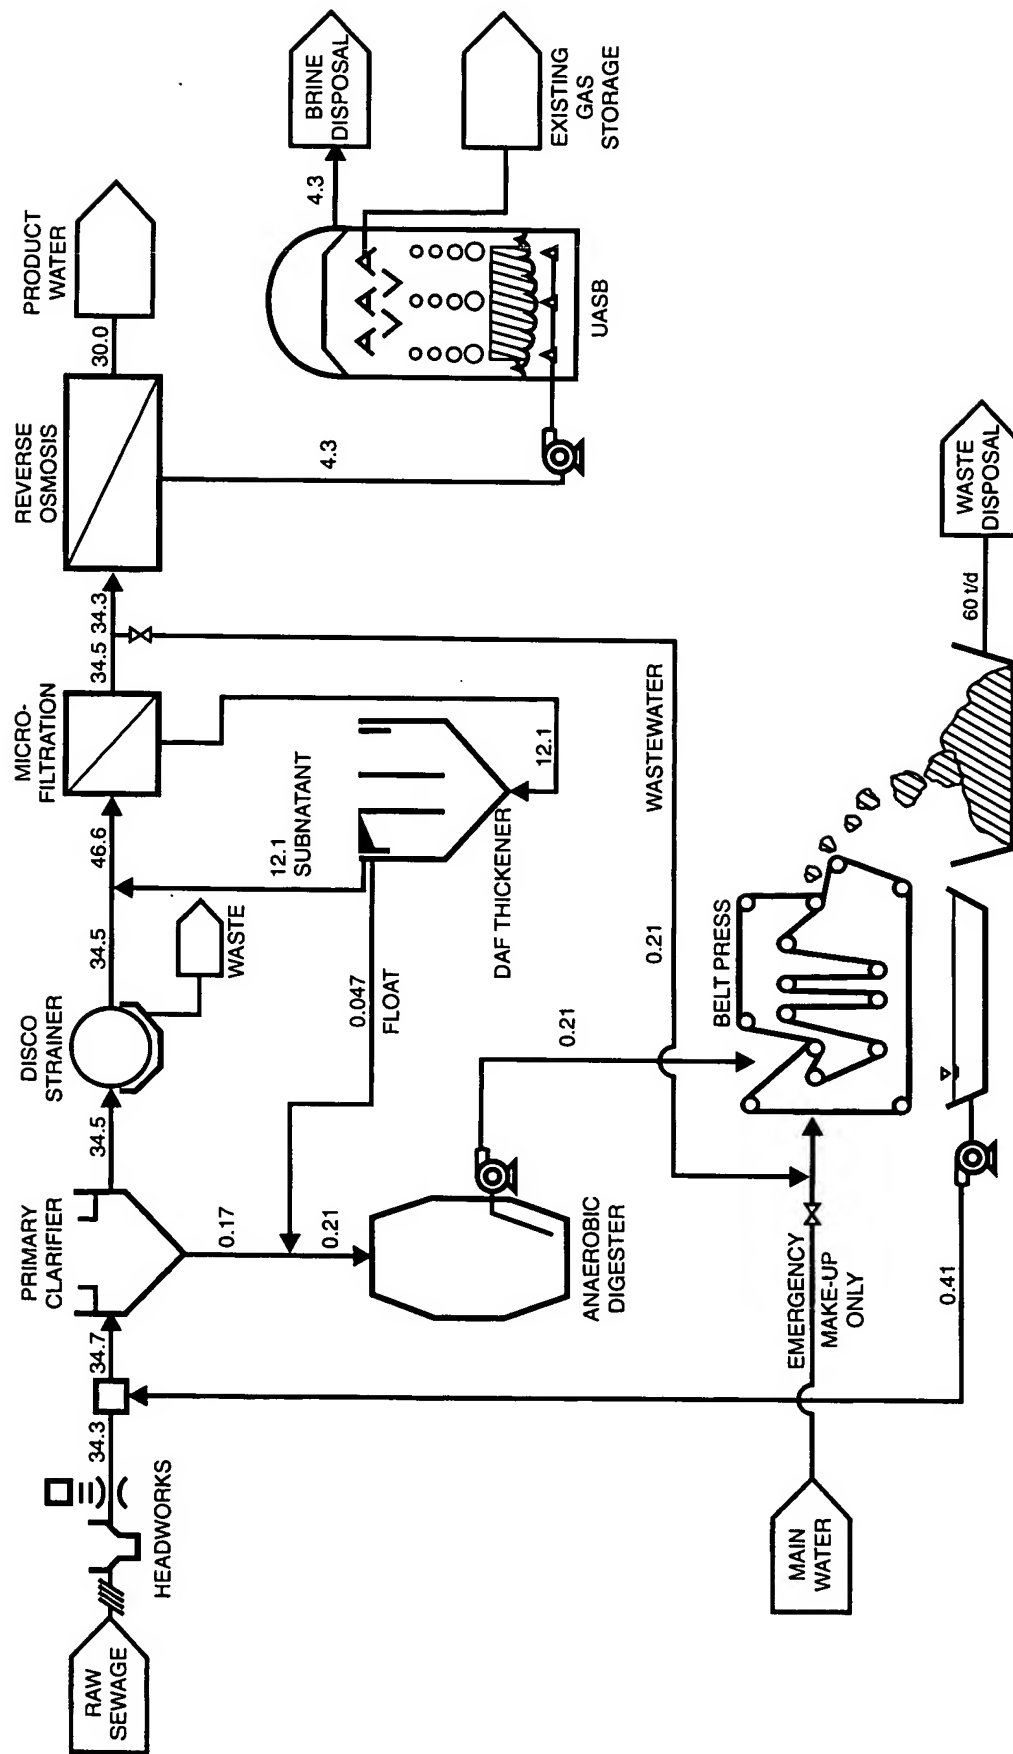 RAW
SEWAGE
HEADWORKS
34.3
34.7
PRIMARY
CLARIFIER
34.5
DISCO
STRAINER
34.5
WASTE
46.6
MICRO-
FILTRATION
34.5
34.3
REVERSE
OSMOSIS
30.0
PRODUCT
WATER
0.17
0.21
ANAEROBIC
DIGESTER
0.047
FLOAT
12.1
SUBNATANT
DAF THICKENER
12.1
4.3
UASB
4.3
BRINE
DISPOSAL
EXISTING
GAS
STORAGE
0.21
0.21
WASTEWATER
MAIN
WATER
EMERGENCY
MAKE-UP
ONLY
BELT PRESS
0.41
60 t/d
WASTE
DISPOSAL